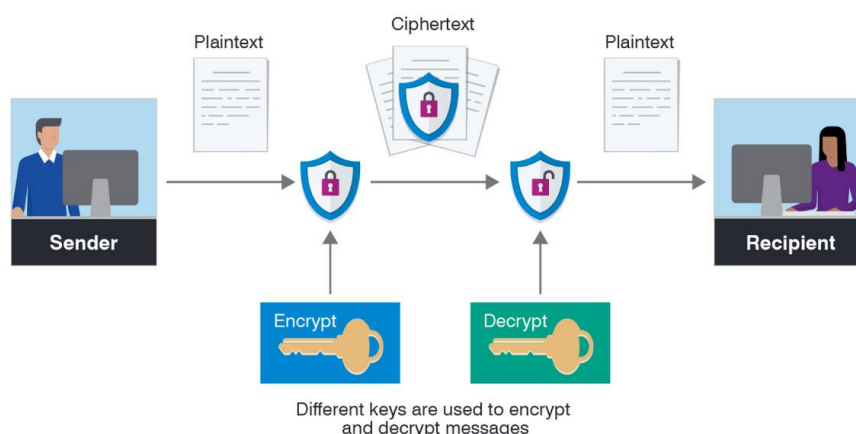 Plaintext
Ciphertext
Plaintext
Sender
Recipient
Encrypt
Decrypt
Different keys are used to encrypt
and decrypt messages